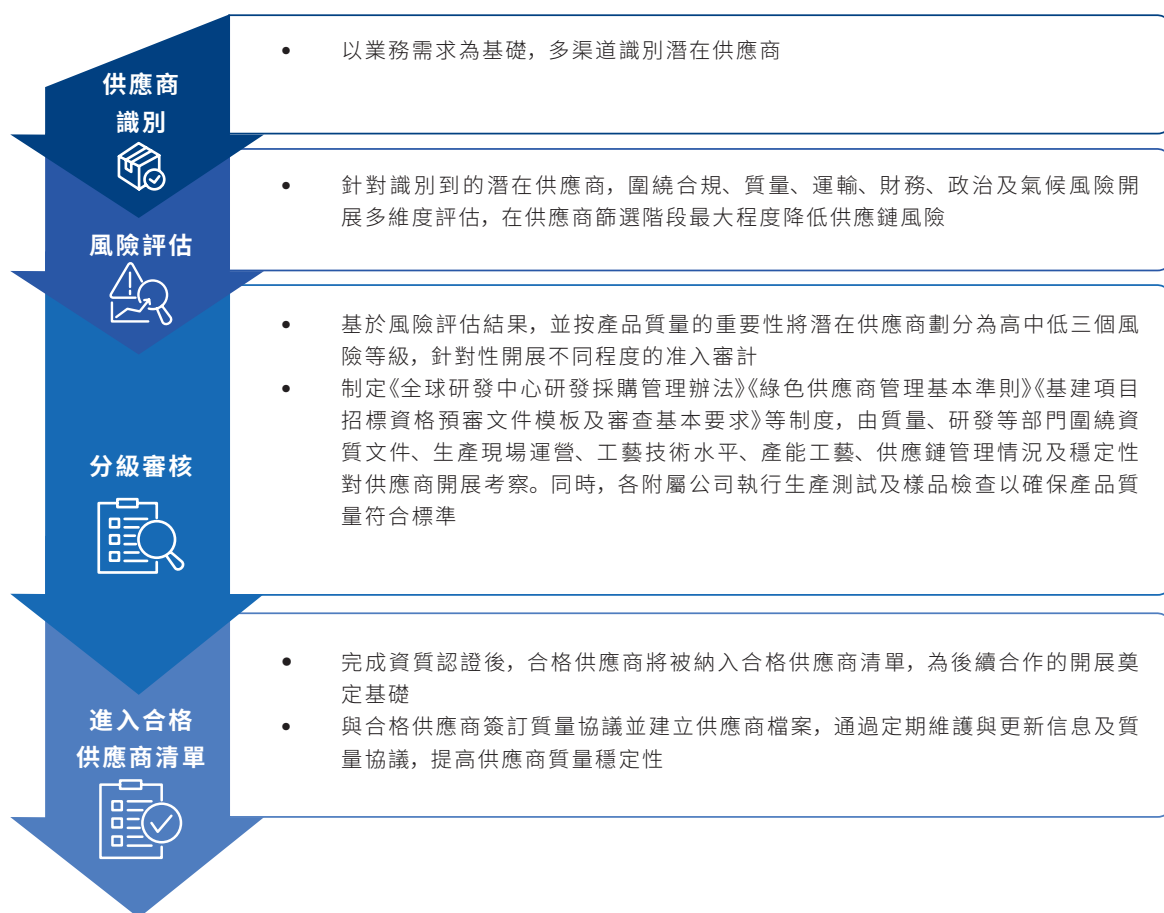 供應商
識別
• 以業務需求為基礎，多渠道識別潛在供應商
風險評估
• 針對識別到的潛在供應商，圍繞合規、質量、運輸、財務、政治及氣候風險開
展多維度評估，在供應商篩選階段最大程度降低供應鏈風險
分級審核
• 基於風險評估結果，並按產品質量的重要性將潛在供應商劃分為高中低三個風
險等級，針對性開展不同程度的准入審計
• 制定《全球研發中心研發採購管理辦法》《綠色供應商管理基本準則》《基建項目
招標資格預審文件模板及審查基本要求》等制度，由質量、研發等部門圍繞資
質文件、生產現場運營、工藝技術水平、產能工藝、供應鏈管理情況及穩定性
對供應商開展考察。同時，各附屬公司執行生產測試及樣品檢查以確保產品質
量符合標準
進入合格
供應商清單
• 完成資質認證後，合格供應商將被納入合格供應商清單，為後續合作的開展奠
定基礎
• 與合格供應商簽訂質量協議並建立供應商檔案，通過定期維護與更新信息及質
量協議，提高供應商質量穩定性